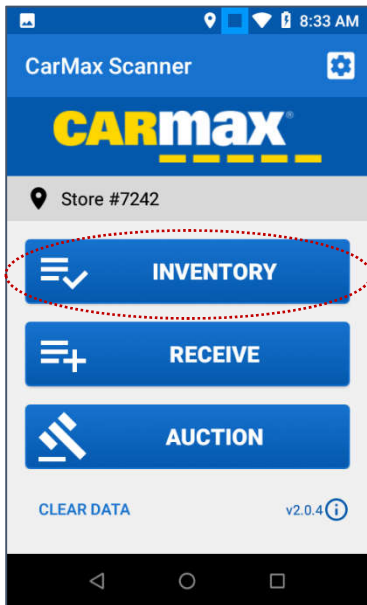 8:33 AM
CarMax Scanner
CARMAX®
Store #7242
INVENTORY
RECEIVE
AUCTION
CLEAR DATA
v2.0.4